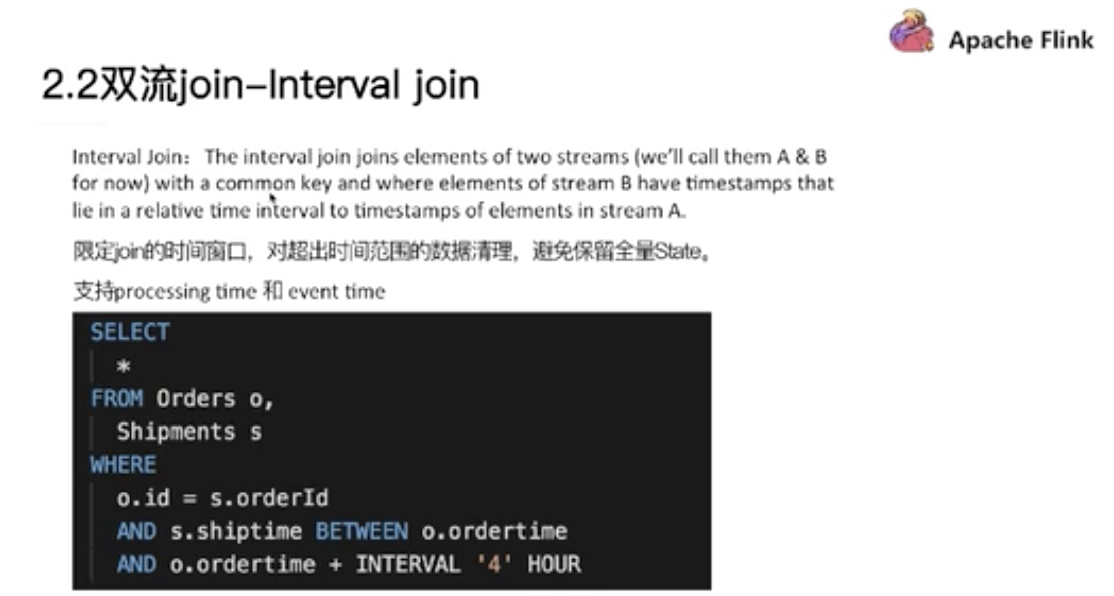 Apache Flink
2.2双流join–Interval join
Interval Join： The interval join joins elements of two streams (we'll call them A & B
for now) with a common key and where elements of stream B have timestamps that
lie in a relative time interval to timestamps of elements in stream A.
限定join的时间窗口，对超出时间范围的数据清理，避免保留全量State。
支持processing time 和 event time
SELECT
*
FROM Orders o,
Shipments s
WHERE
o.id = s.orderId
AND s.shiptime BETWEEN o.ordertime
AND o.ordertime + INTERVAL '4' HOUR